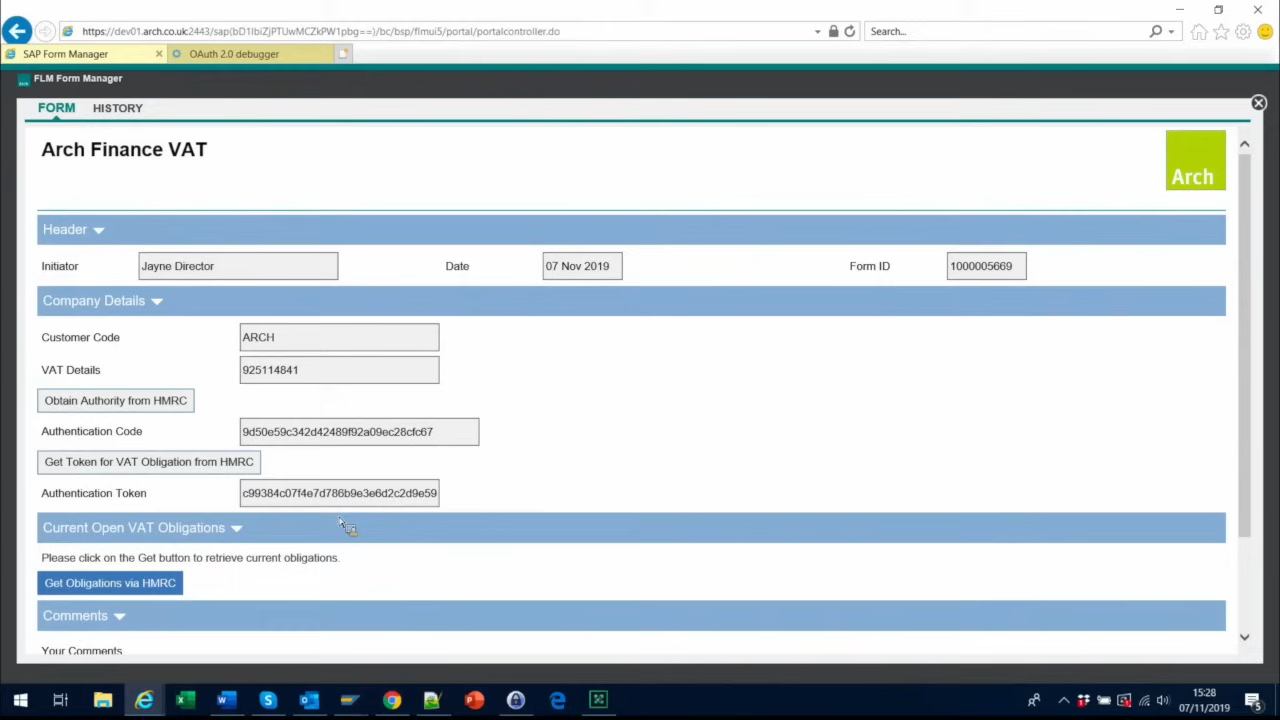 https://dev01.arch.co.uk:2443/sap(bD1lbiZjPTUwMCZkPW1pbg==)/bc/bsp/flmui5/portal/portalcontroller.do
Search...
SAP Form Manager
OAuth 2.0 debugger
FLM Form Manager
FORM HISTORY
Arch Finance VAT
Arch
Header
Initiator Jayne Director Date 07 Nov 2019 Form ID 1000005669
Company Details
Customer Code ARCH
VAT Details 925114841
Obtain Authority from HMRC
Authentication Code 9d50e59c342d42489f92a09ec28cfc67
Get Token for VAT Obligation from HMRC
Authentication Token c99384c07f4e7d786b9e3e6d2c2d9e59
Current Open VAT Obligations
Please click on the Get button to retrieve current obligations.
Get Obligations via HMRC
Comments
Your Comments
15:28
07/11/2019
5